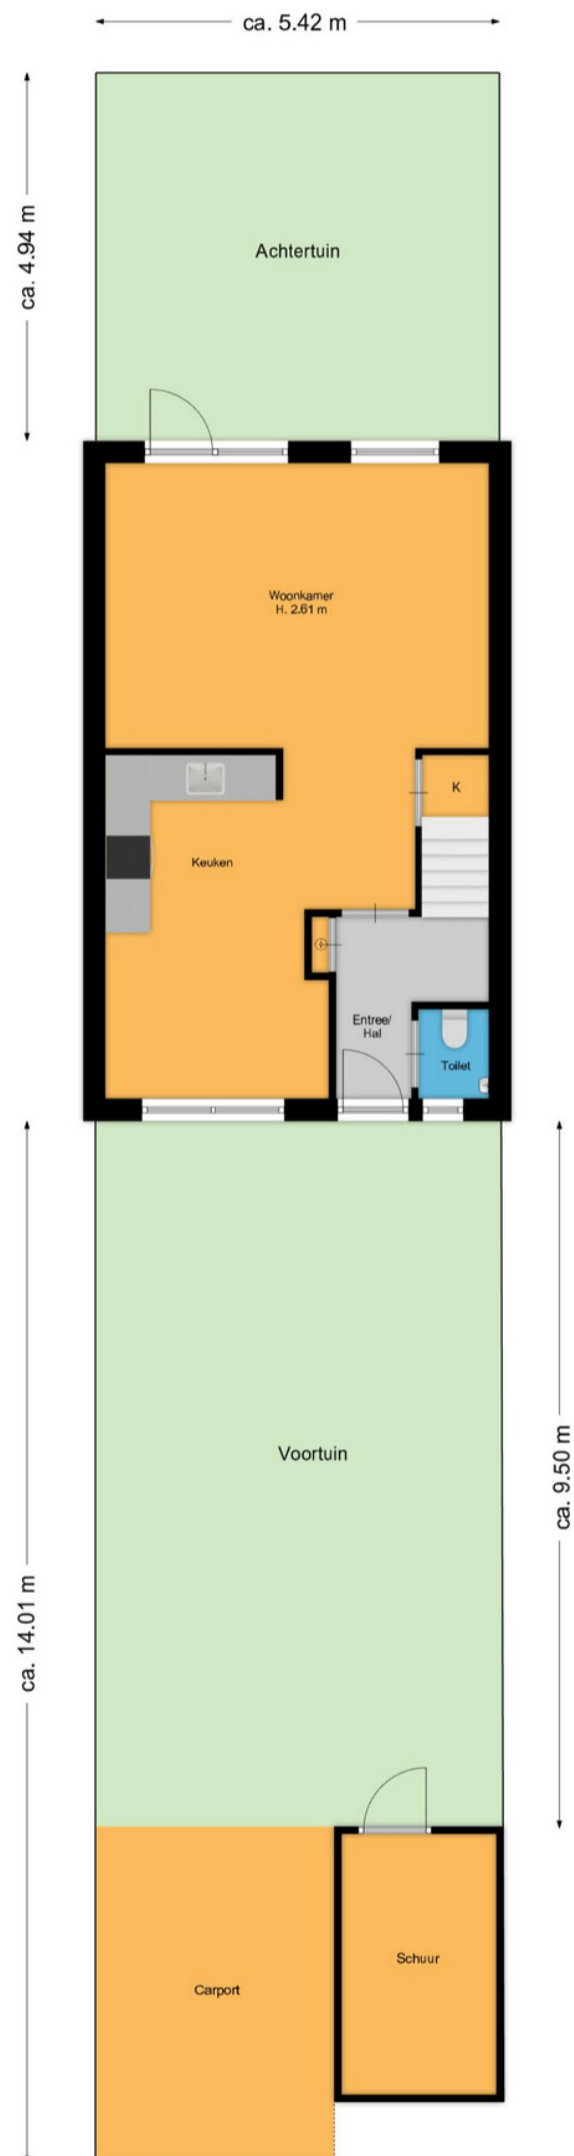 ca. 5.42 m
ca. 4.94 m
Achtertuin
Woonkamer
H. 2.61 m
K
Keuken
Entree/
Hal
Toilet
Voortuin
ca. 9.50 m
ca. 14.01 m
Schuur
Carport